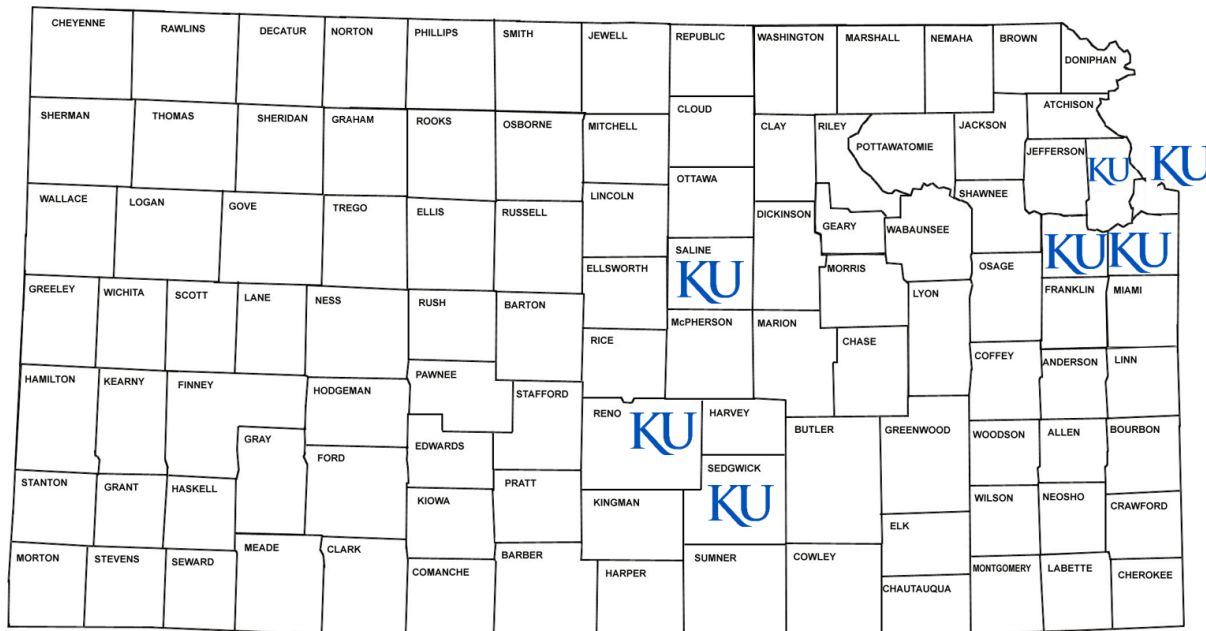 CHEYENNE
RAWLINS
DECATUR
NORTON
PHILLIPS
SMITH
JEWELL
REPUBLIC
WASHINGTON
MARSHALL
NEMAHA
BROWN
DONIPHAN
SHERMAN
THOMAS
SHERIDAN
GRAHAM
ROOKS
OSBORNE
MITCHELL
CLOUD
CLAY
RILEY
POTTAWATOMIE
JACKSON
ATCHISON
JEFFERSON
KU
KU
OTTAWA
WALLACE
LOGAN
GOVE
TREGO
ELLIS
RUSSELL
LINCOLN
DICKINSON
GEARY
WABAUNSEE
SHAWNEE
KU
KU
SALINE
KU
ELLSWORTH
MORRIS
OSAGE
GREELEY
WICHITA
SCOTT
LANE
NESS
RUSH
BARTON
LYON
FRANKLIN
MIAMI
RICE
McPHERSON
MARION
CHASE
COFFEY
ANDERSON
LINN
HAMILTON
KEARNY
FINNEY
HODGEMAN
PAWNEE
STAFFORD
RENO
KU
HARVEY
BUTLER
GREENWOOD
WOODSON
ALLEN
BOURBON
GRAY
FORD
EDWARDS
SEDGWICK
KU
STANTON
GRANT
HASKELL
KIOWA
PRATT
KINGMAN
ELK
WILSON
NEOSHO
CRAWFORD
MORTON
STEVENS
SEWARD
MEADE
CLARK
COMANCHE
BARBER
HARPER
SUMNER
COWLEY
CHAUTAUQUA
MONTGOMERY
LABETTE
CHEROKEE